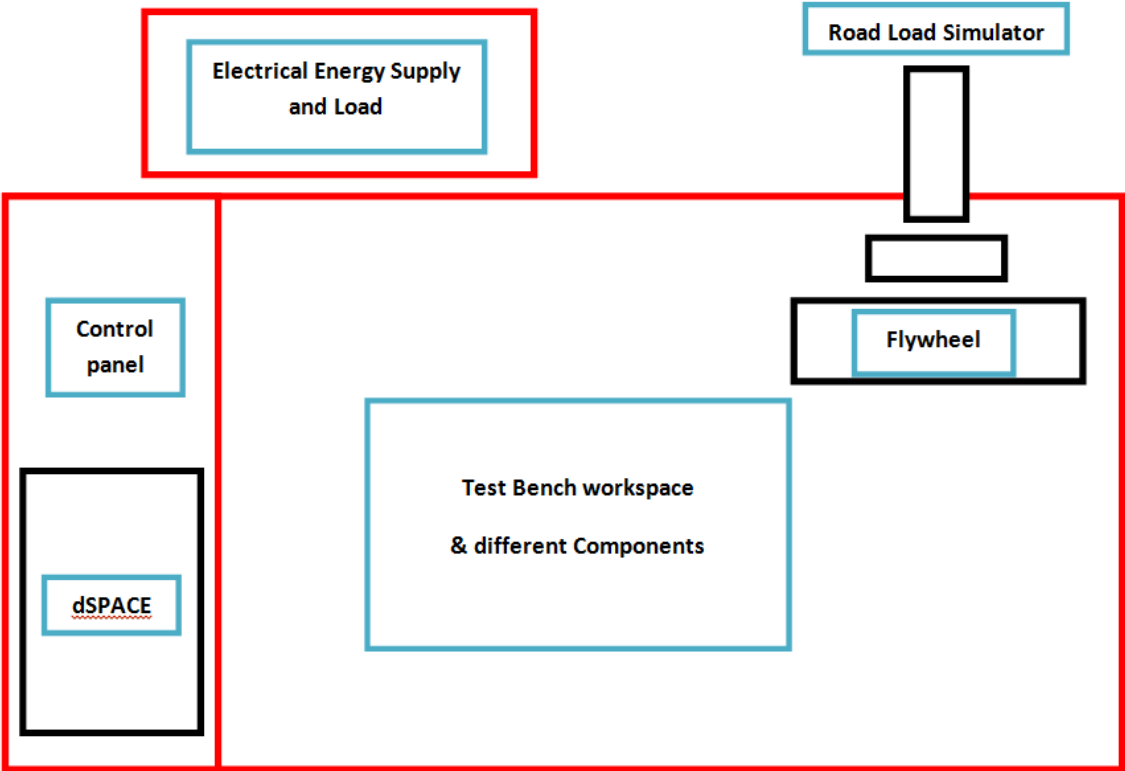 Road Load Simulator
Electrical Energy Supply
and Load
Control
panel
Flywheel
Test Bench workspace
& different Components
dSPACE